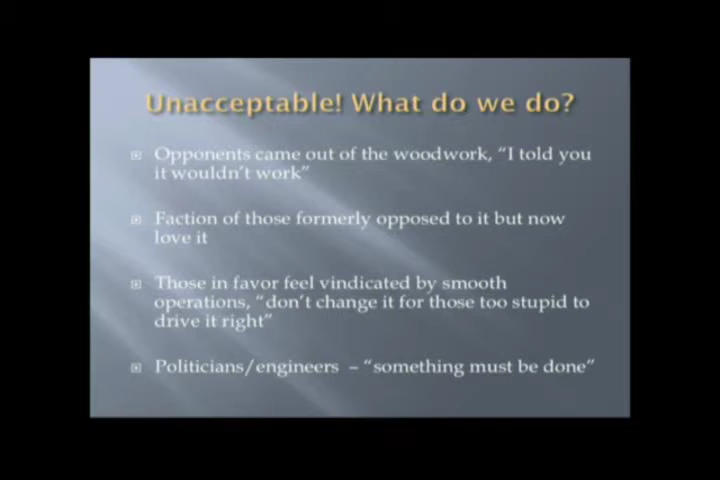 Unacceptable! What do we do?
Opponents came out of the woodwork, “I told you
it wouldn’t work”
Faction of those formerly opposed to it but now
love it
Those in favor feel vindicated by smooth
operations, “don’t change it for those too stupid to
drive it right”
Politicians/engineers – “something must be done”